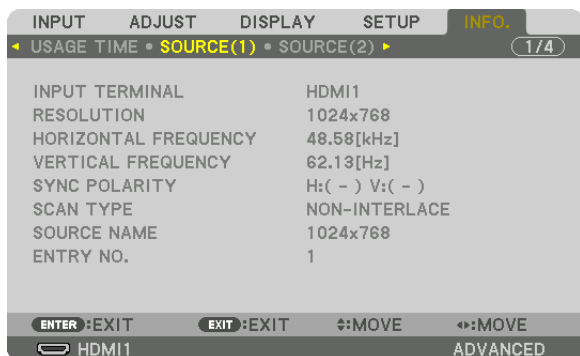 INPUT ADJUST DISPLAY SETUP INFO.
USAGE TIME • SOURCE(1) • SOURCE(2) 1/4
INPUT TERMINAL HDMI1
RESOLUTION 1024x768
HORIZONTAL FREQUENCY 48.58[kHz]
VERTICAL FREQUENCY 62.13[Hz]
SYNC POLARITY H:( - ) V:( - )
SCAN TYPE NON-INTERLACE
SOURCE NAME 1024x768
ENTRY NO. 1
ENTER :EXIT EXIT :EXIT :MOVE :MOVE
HDMI1 ADVANCED